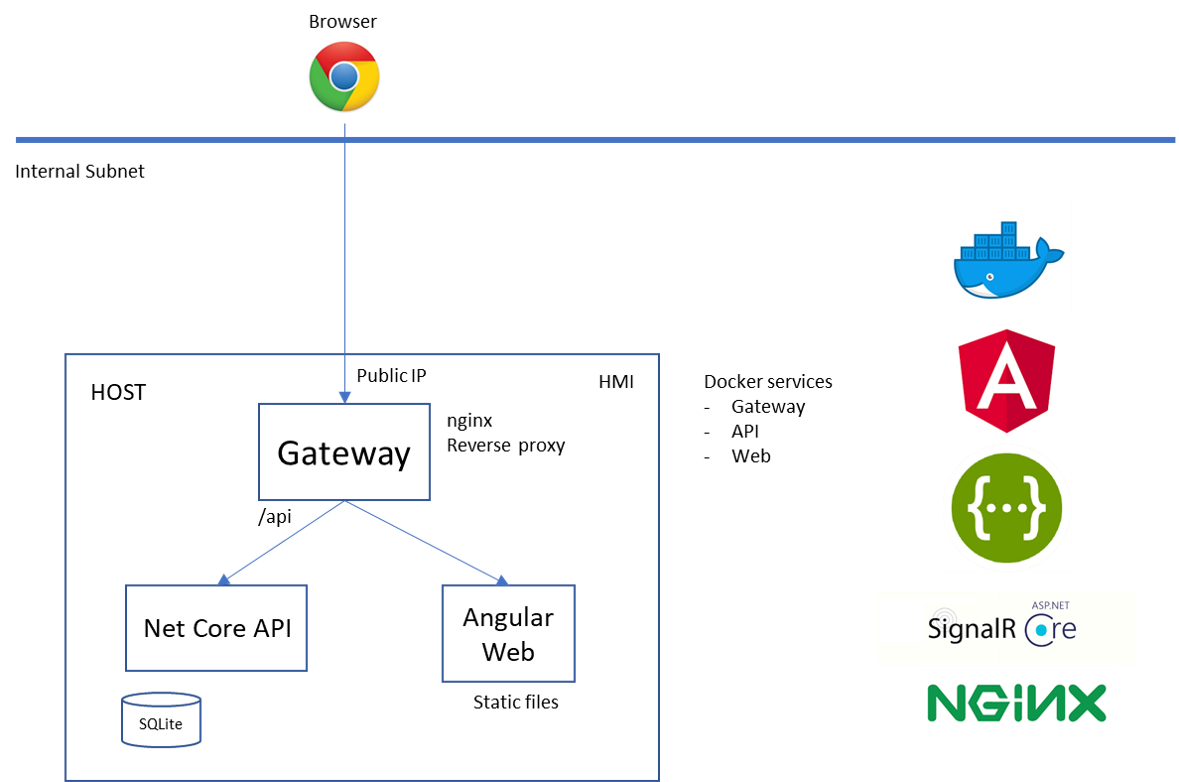 Browser
Internal Subnet
HOST
Public IP
HMI
Gateway
nginx
Reverse proxy
/api
Net Core API
Angular
Web
Static files
SQLite
Docker services
- Gateway
- API
- Web
A
{...}
ASP.NET
SignalR Core
NGINX